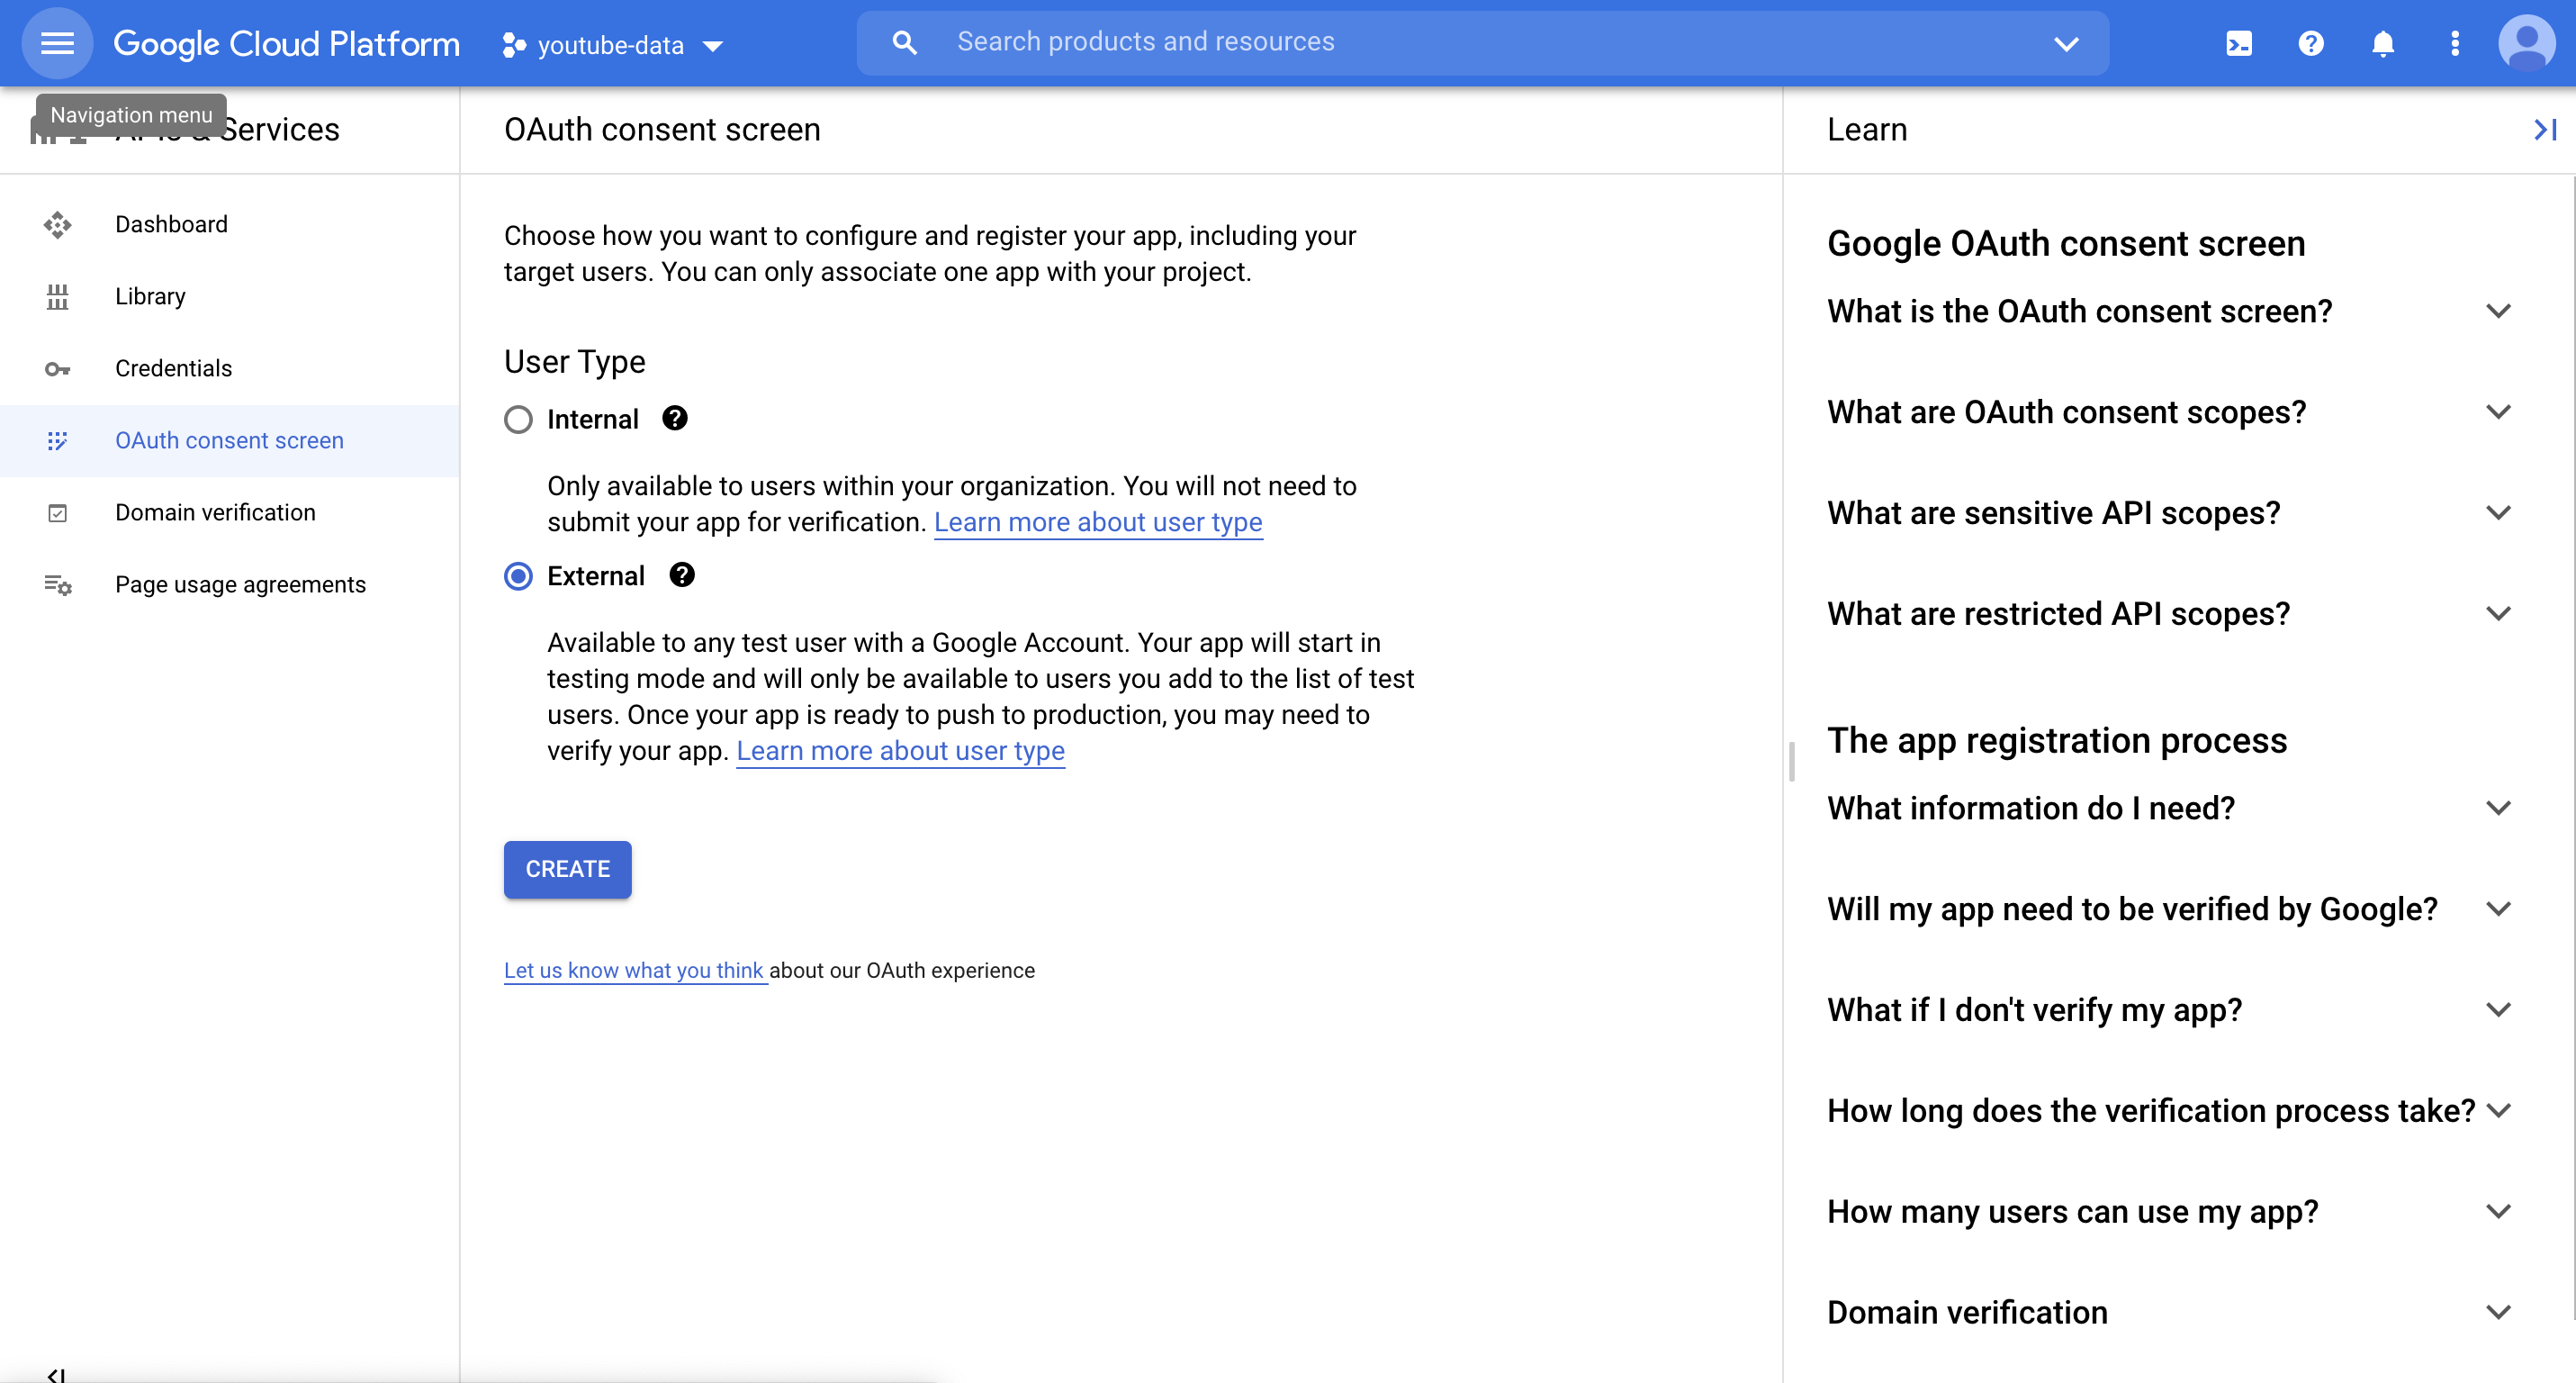 Google Cloud Platform
youtube-data
Search products and resources
Navigation menu
APIs & Services
Dashboard
Library
Credentials
OAuth consent screen
Domain verification
Page usage agreements
OAuth consent screen
Choose how you want to configure and register your app, including your
target users. You can only associate one app with your project.
User Type
Internal
Only available to users within your organization. You will not need to
submit your app for verification. Learn more about user type
External
Available to any test user with a Google Account. Your app will start in
testing mode and will only be available to users you add to the list of test
users. Once your app is ready to push to production, you may need to
verify your app. Learn more about user type
CREATE
Let us know what you think about our OAuth experience
Learn
Google OAuth consent screen
What is the OAuth consent screen?
What are OAuth consent scopes?
What are sensitive API scopes?
What are restricted API scopes?
The app registration process
What information do I need?
Will my app need to be verified by Google?
What if I don't verify my app?
How long does the verification process take?
How many users can use my app?
Domain verification